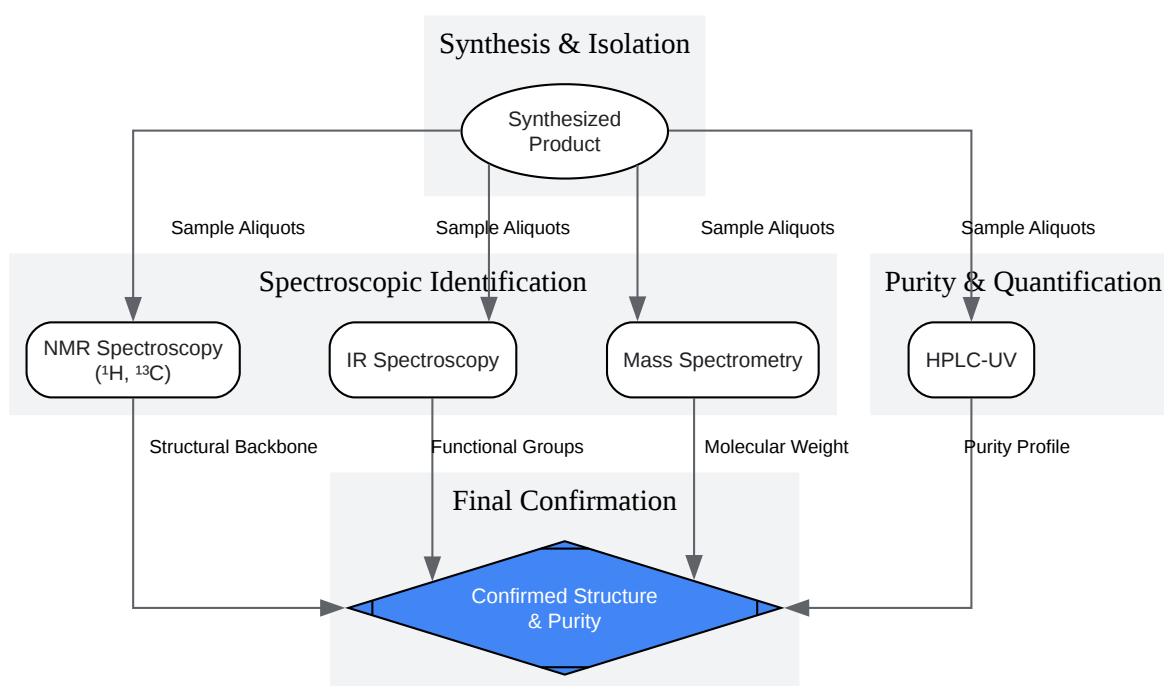 Synthesis & Isolation
Synthesized
Product
Sample Aliquots
Sample Aliquots
Sample Aliquots
Sample Aliquots
Spectroscopic Identification
Purity & Quantification
NMR Spectroscopy
(¹H, ¹³C)
IR Spectroscopy
Mass Spectrometry
HPLC-UV
Structural Backbone
Functional Groups
Molecular Weight
Purity Profile
Final Confirmation
Confirmed Structure
& Purity